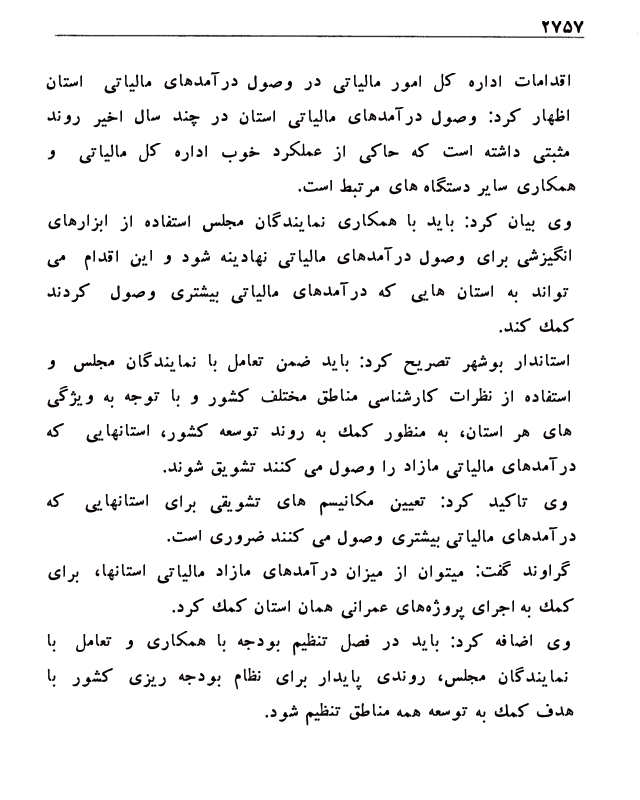 ۲۷۵۷
اقدامات اداره کل امور مالیاتی در وصول درآمدهای مالیاتی استان
اظهار کرد: وصول درآمدهای مالیاتی استان در چند سال اخیر روند
مثبتی داشته است که حاکی از عملکرد خوب اداره کل مالیاتی و
همکاری سایر دستگاه های مرتبط است.
وی بیان کرد: باید با همکاری نمایندگان مجلس استفاده از ابزارهای
انگیزشی برای وصول درآمدهای مالیاتی نهادینه شود و این اقدام می
تواند به استان هایی که درآمدهای مالیاتی بیشتری وصول کردند
کمك کند.
استاندار بوشهر تصریح کرد: باید ضمن تعامل با نمایندگان مجلس و
استفاده از نظرات کارشناسی مناطق مختلف کشور و با توجه به ویژگی
های هر استان، به منظور کمك به روند توسعه کشور، استانهایی که
درآمدهای مالیاتی مازاد را وصول می کنند تشویق شوند.
وی تاکید کرد: تعیین مکانیسم های تشویقی برای استانهایی که
درآمدهای مالیاتی بیشتری وصول می کنند ضروری است.
گراوند گفت: میتوان از میزان درآمدهای مازاد مالیاتی استانها، برای
کمك به اجرای پروژه‌های عمرانی همان استان کمك کرد.
وی اضافه کرد: باید در فصل تنظیم بودجه با همکاری و تعامل با
نمایندگان مجلس، روندی پایدار برای نظام بودجه ریزی کشور با
هدف کمك به توسعه همه مناطق تنظیم شود.